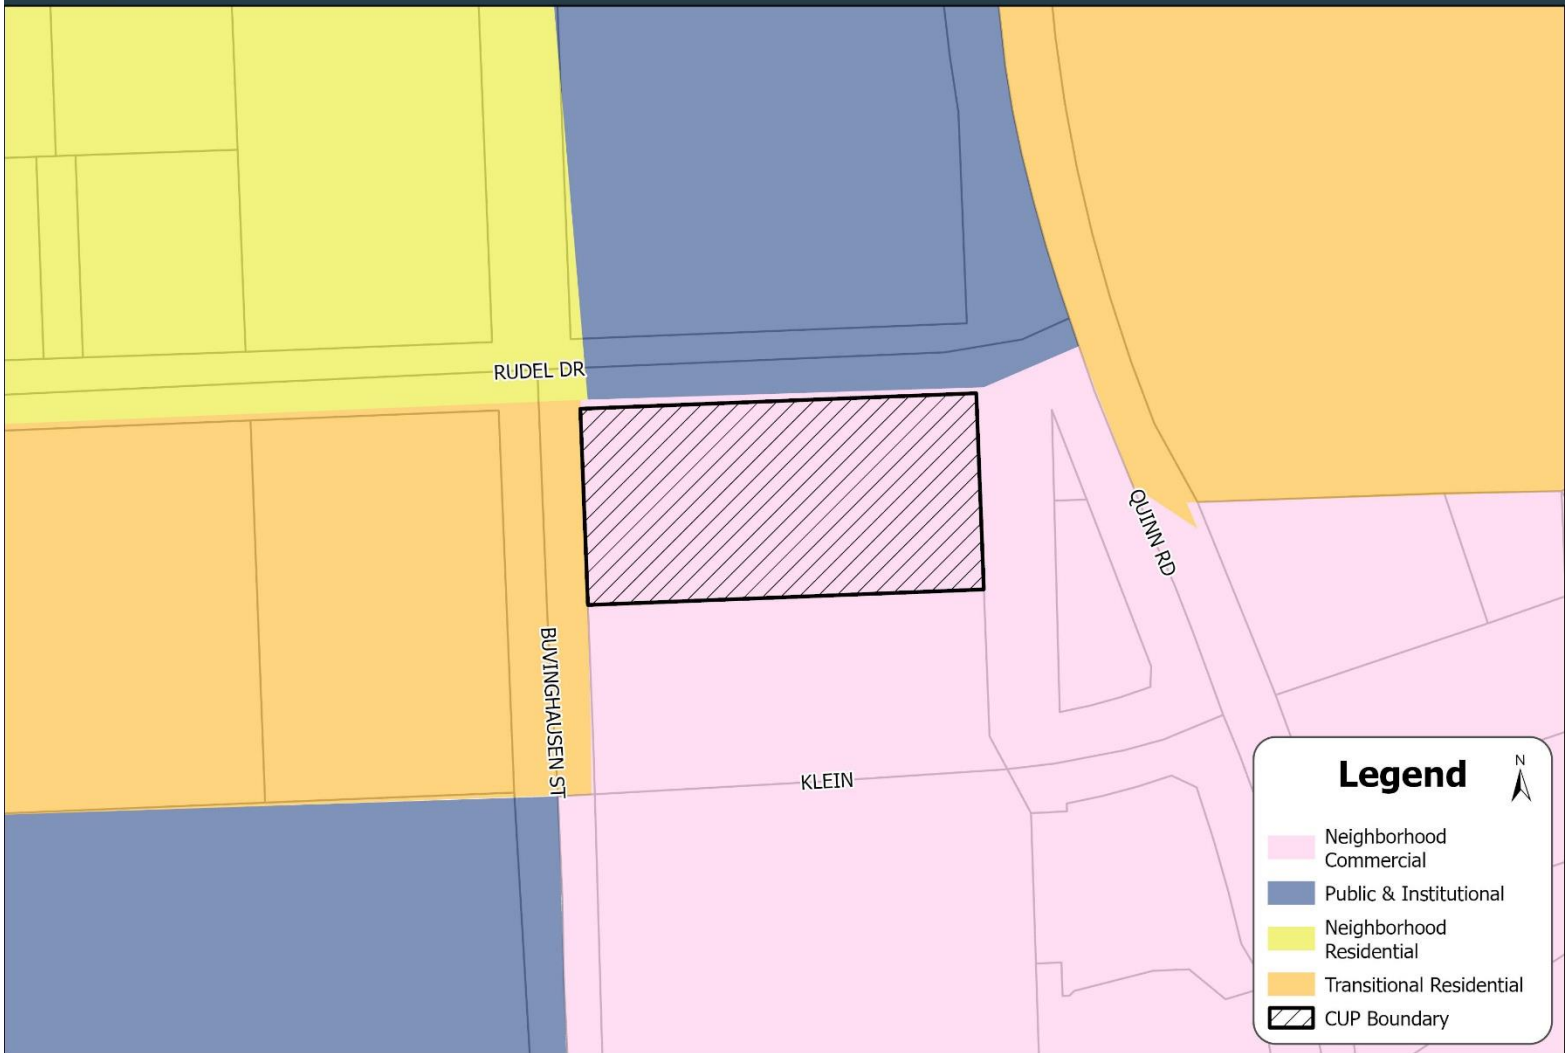 RUDEL DR
QUINN RD
BUVINGHAUSEN ST
KLEIN
Legend
N
Neighborhood
Commercial
Public & Institutional
Neighborhood
Residential
Transitional Residential
CUP Boundary